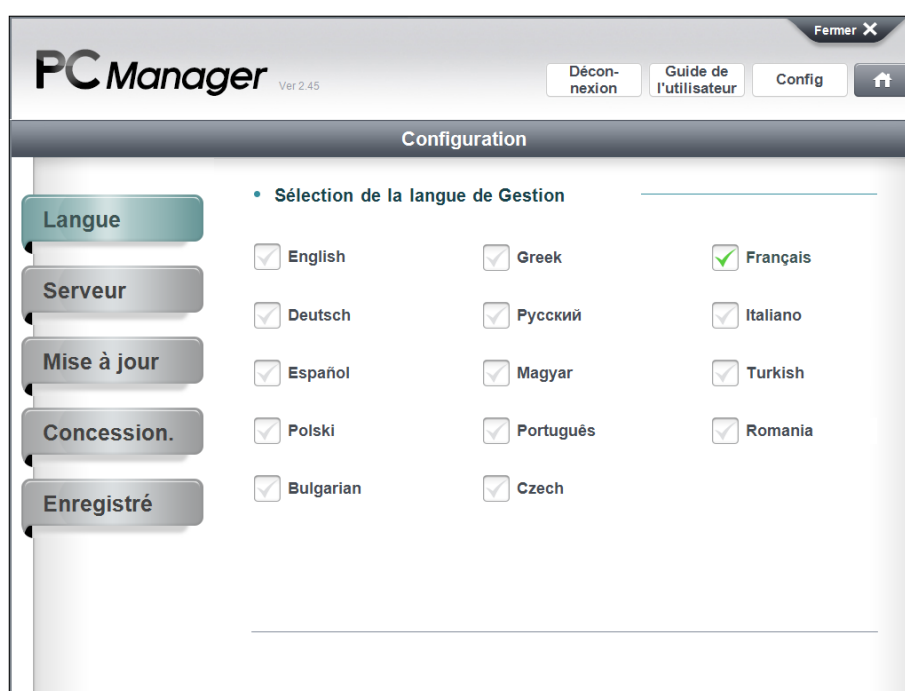 Fermer
PC Manager Ver 2.45
Décon-
nexion
Guide de
l'utilisateur
Config
Configuration
Langue
Serveur
Mise à jour
Concession.
Enregistré
• Sélection de la langue de Gestion
English Greek Français
Deutsch Русский Italiano
Español Magyar Turkish
Polski Português Romania
Bulgarian Czech